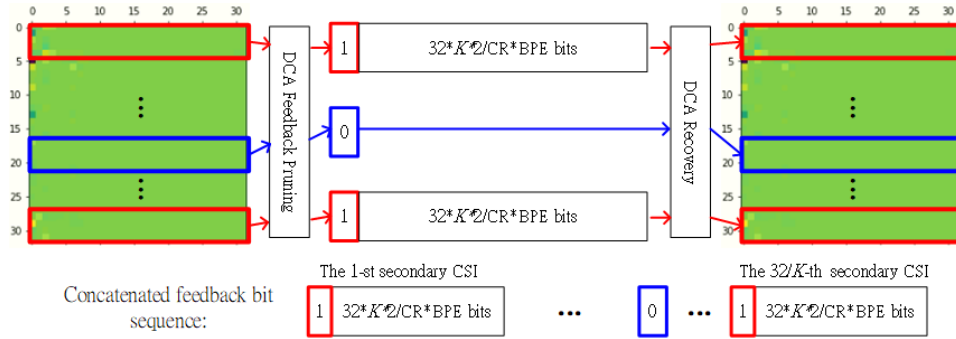 0 5 10 15 20 25 30
0
5
10
15
20
25
30
DCA Feedback Pruning
1 32*K*2/CR*BPE bits
0
1 32*K*2/CR*BPE bits
DCA Recovery
0 5 10 15 20 25 30
0
5
10
15
20
25
30
The 1-st secondary CSI
The 32/K-th secondary CSI
Concatenated feedback bit
sequence:
1 32*K*2/CR*BPE bits ••• 0 ••• 1 32*K*2/CR*BPE bits